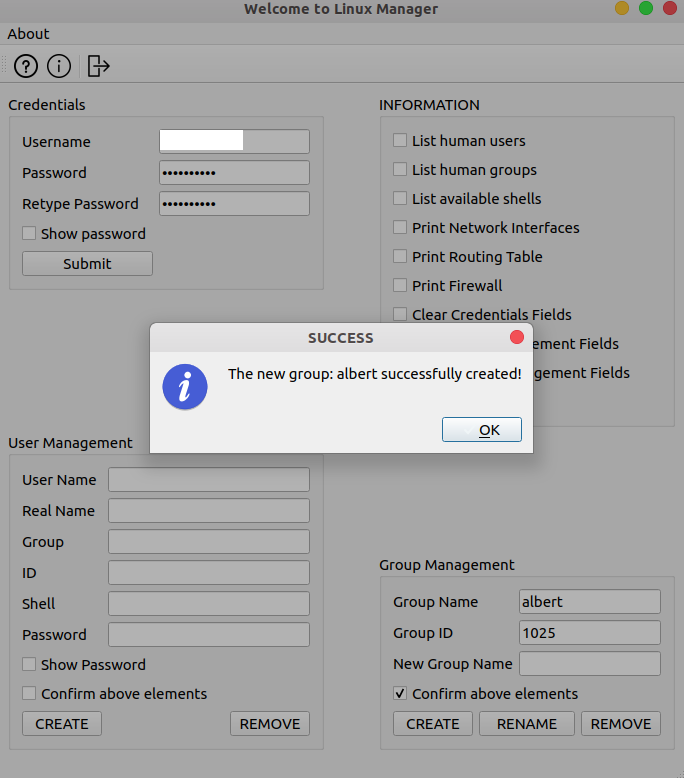 Welcome to Linux Manager
About
Credentials
Username
Password ••••••••••
Retype Password ••••••••••
Show password
Submit
INFORMATION
List human users
List human groups
List available shells
Print Network Interfaces
Print Routing Table
Print Firewall
Clear Credentials Fields
Fields
Fields
SUCCESS
The new group: albert successfully created!
OK
User Management
User Name
Real Name
Group
ID
Shell
Password
Show Password
Confirm above elements
CREATE REMOVE
Group Management
Group Name albert
Group ID 1025
New Group Name
Confirm above elements
CREATE RENAME REMOVE